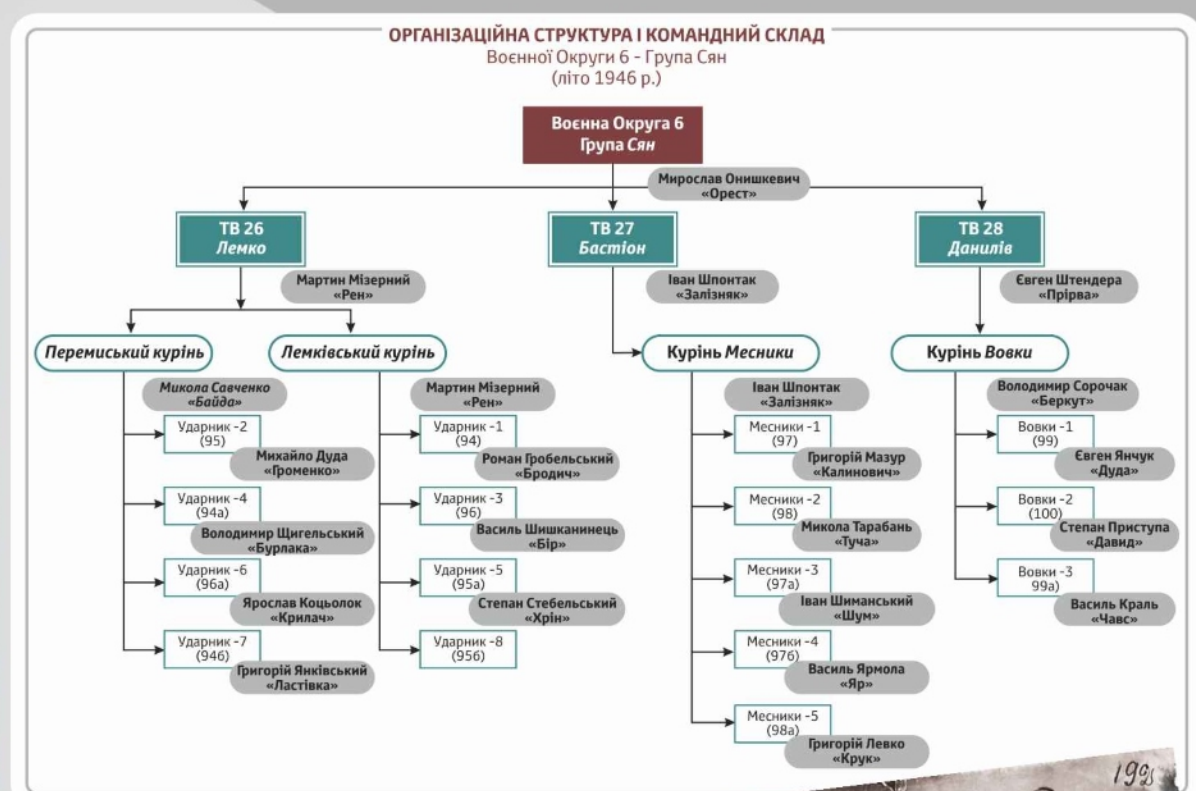 ОРГАНІЗАЦІЙНА СТРУКТУРА І КОМАНДНИЙ СКЛАД
Воєнної Округи 6 - Група Сян
(літо 1946 р.)
Воєнна Округа 6
Група Сян
Мирослав Онишкевич
«Орест»
ТВ 26
Лемко
Мартин Мізерний
«Рен»
ТВ 27
Бастіон
Іван Шпонтак
«Залізняк»
ТВ 28
Данилів
Євген Штендера
«Прірва»
Перемиський курінь
Микола Савченко
«Байда»
Ударник -2
(95)
Михайло Дуда
«Громенко»
Ударник -4
(94а)
Володимир Щигельський
«Бурлака»
Ударник -6
(96а)
Ярослав Коцьолок
«Крилач»
Ударник -7
(94б)
Григорій Янківський
«Ластівка»
Лемківський курінь
Мартин Мізерний
«Рен»
Ударник -1
(94)
Роман Гробельський
«Бродич»
Ударник -3
(96)
Василь Шишканинець
«Бір»
Ударник -5
(95а)
Степан Стебельський
«Хрін»
Ударник -8
(95б)
Курінь Месники
Іван Шпонтак
«Залізняк»
Месники -1
(97)
Григорій Мазур
«Калинович»
Месники -2
(98)
Микола Тарабань
«Туча»
Месники -3
(97а)
Іван Шиманський
«Шум»
Месники -4
(97б)
Василь Ярмола
«Яр»
Месники -5
(98а)
Григорій Левко
«Крук»
Курінь Вовки
Володимир Сорочак
«Беркут»
Вовки -1
(99)
Євген Янчук
«Дуда»
Вовки -2
(100)
Степан Приступа
«Давид»
Вовки -3
99а)
Василь Краль
«Чавс»